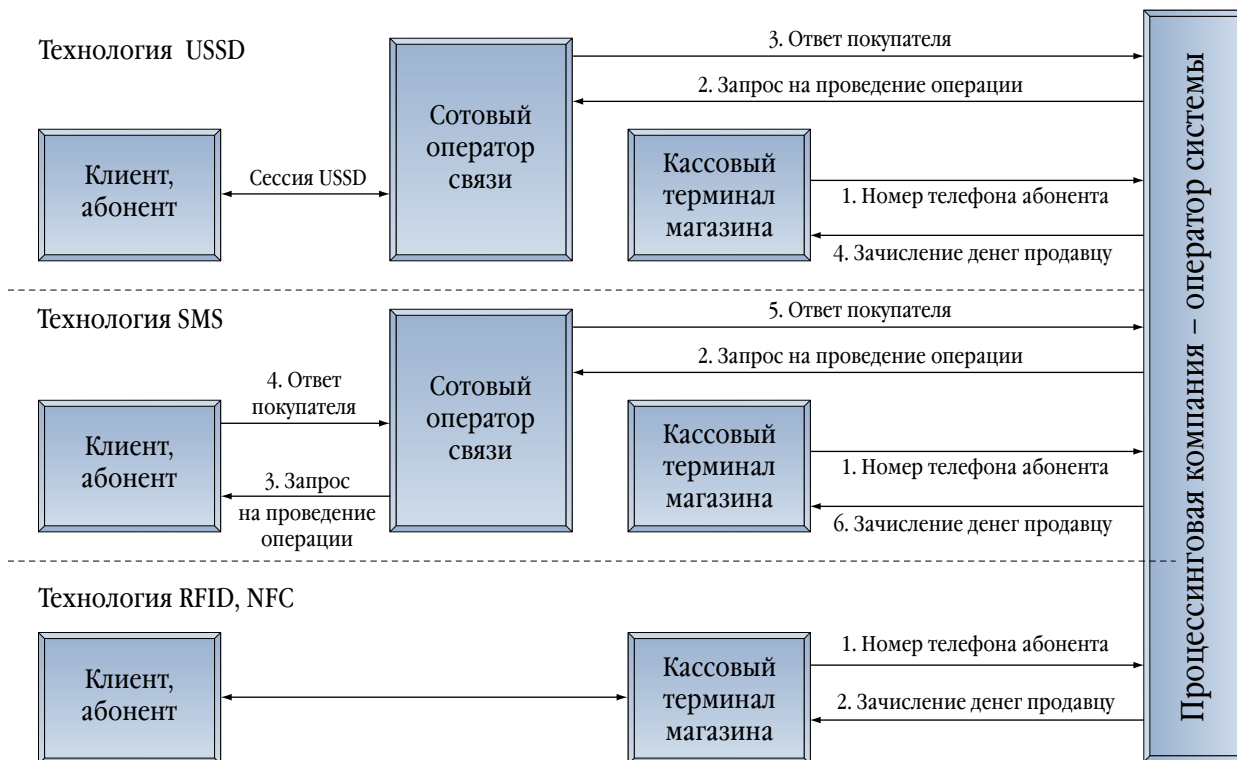 Технология USSD
3. Ответ покупателя
2. Запрос на проведение операции
Сотовый
оператор
связи
Клиент,
абонент
Сессия USSD
Кассовый
терминал
магазина
1. Номер телефона абонента
4. Зачисление денег продавцу
Технология SMS
5. Ответ покупателя
2. Запрос на проведение операции
4. Ответ
покупателя
Сотовый
оператор
связи
Клиент,
абонент
3. Запрос
на проведение
операции
Кассовый
терминал
магазина
1. Номер телефона абонента
6. Зачисление денег продавцу
Технология RFID, NFC
Клиент,
абонент
Кассовый
терминал
магазина
1. Номер телефона абонента
2. Зачисление денег продавцу
Процессинговая компания – оператор системы